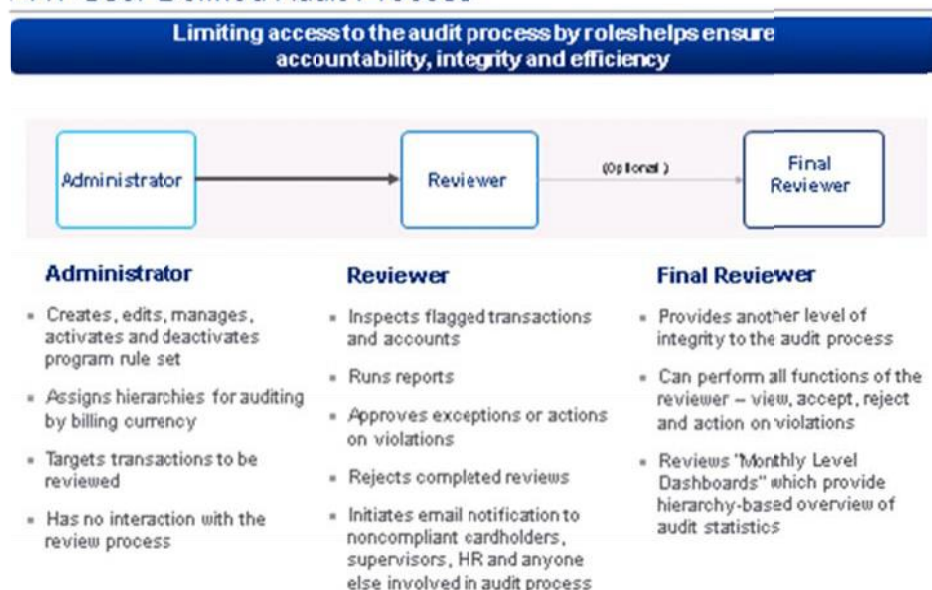 Limiting access to the audit process by roleshelps ensure
accountability, integrity and efficiency
Administrator
Reviewer
(Optional )
Final
Reviewer
Administrator
Creates, edits, manages,
activates and deactivates
program rule set
Assigns hierarchies for auditing
by billing currency
Targets transactions to be
reviewed
Has no interaction with the
review process
Reviewer
Inspects flagged transactions
and accounts
Runs reports
Approves exceptions or actions
on violations
Rejects completed reviews
Initiates email notification to
noncompliant cardholders,
supervisors, HR and anyone
else involved in audit process
Final Reviewer
Provides another level of
integrity to the audit process
Can perform all functions of the
reviewer – view, accept, reject
and action on violations
Reviews "Monthly Level
Dashboards" which provide
hierarchy-based overview of
audit statistics